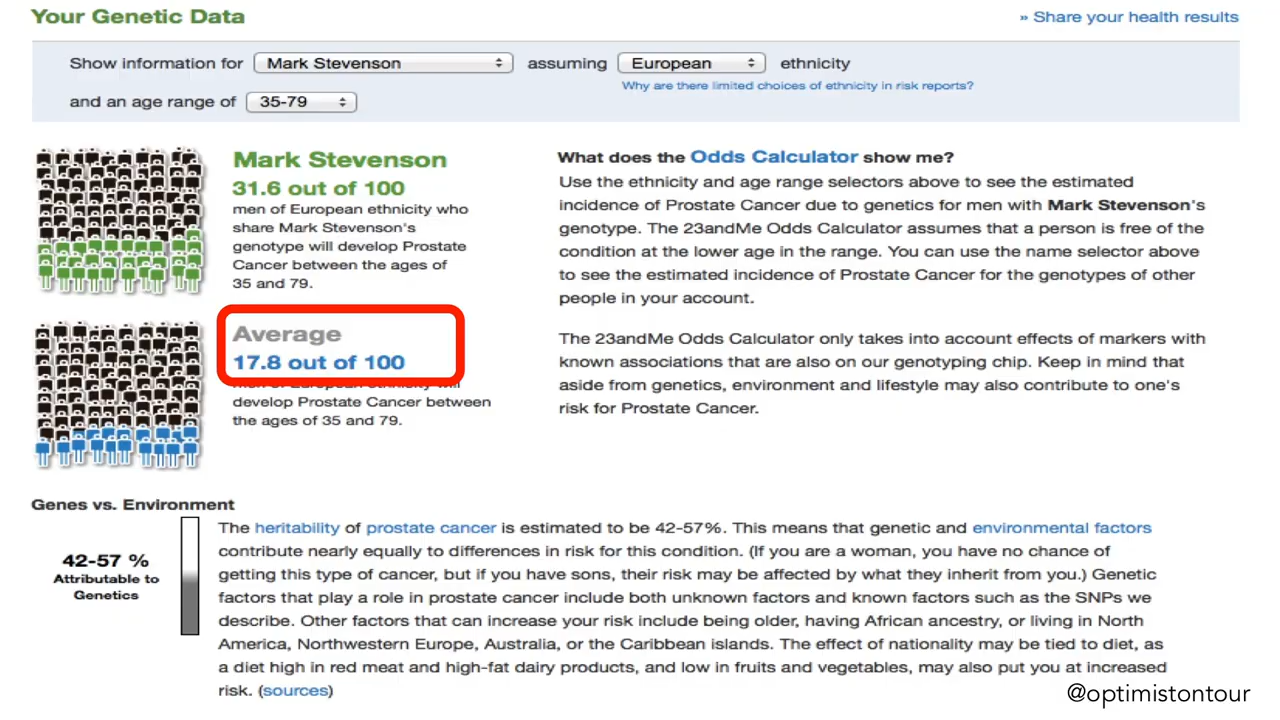 Your Genetic Data
» Share your health results
Show information for Mark Stevenson assuming European ethnicity
Why are there limited choices of ethnicity in risk reports?
and an age range of 35-79
Mark Stevenson
31.6 out of 100
men of European ethnicity who
share Mark Stevenson's
genotype will develop Prostate
Cancer between the ages of
35 and 79.
Average
17.8 out of 100
men of European ethnicity will
develop Prostate Cancer between
the ages of 35 and 79.
What does the Odds Calculator show me?
Use the ethnicity and age range selectors above to see the estimated
incidence of Prostate Cancer due to genetics for men with Mark Stevenson's
genotype. The 23andMe Odds Calculator assumes that a person is free of the
condition at the lower age in the range. You can use the name selector above
to see the estimated incidence of Prostate Cancer for the genotypes of other
people in your account.
The 23andMe Odds Calculator only takes into account effects of markers with
known associations that are also on our genotyping chip. Keep in mind that
aside from genetics, environment and lifestyle may also contribute to one's
risk for Prostate Cancer.
Genes vs. Environment
42-57 %
Attributable to
Genetics
The heritability of prostate cancer is estimated to be 42-57%. This means that genetic and environmental factors
contribute nearly equally to differences in risk for this condition. (If you are a woman, you have no chance of
getting this type of cancer, but if you have sons, their risk may be affected by what they inherit from you.) Genetic
factors that play a role in prostate cancer include both unknown factors and known factors such as the SNPs we
describe. Other factors that can increase your risk include being older, having African ancestry, or living in North
America, Northwestern Europe, Australia, or the Caribbean islands. The effect of nationality may be tied to diet, as
a diet high in red meat and high-fat dairy products, and low in fruits and vegetables, may also put you at increased
risk. (sources)
@optimistontour